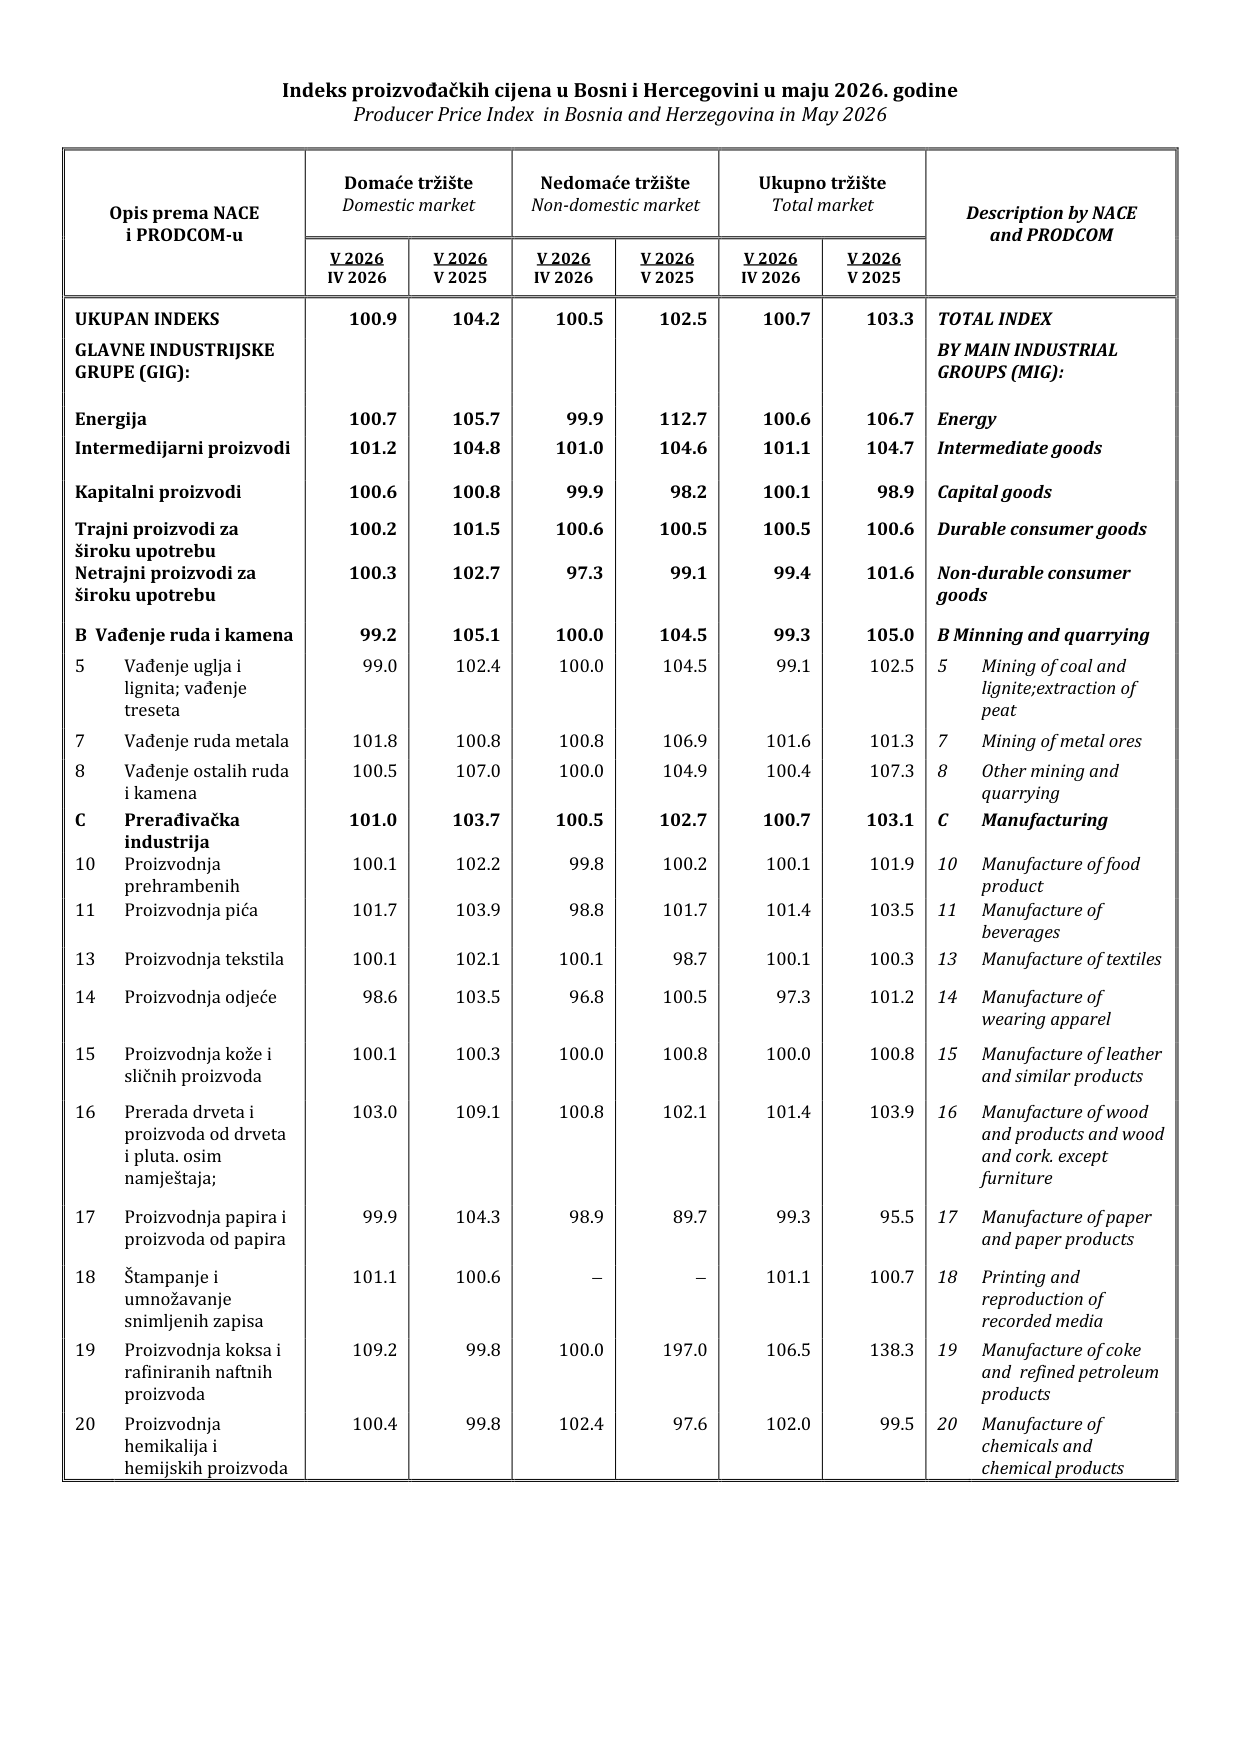 Indeks proizvođačkih cijena u Bosni i Hercegovini u maju 2026. godine
Producer Price Index in Bosnia and Herzegovina in May 2026
Opis prema NACE
i PRODCOM-u
Domaće tržište
Domestic market
Nedomaće tržište
Non-domestic market
Ukupno tržište
Total market
Description by NACE
and PRODCOM
V 2026 V 2026 V 2026 V 2026 V 2026 V 2026
IV 2026 V 2025 IV 2026 V 2025 IV 2026 V 2025
UKUPAN INDEKS 100.9 104.2 100.5 102.5 100.7 103.3 TOTAL INDEX
GLAVNE INDUSTRIJSKE BY MAIN INDUSTRIAL
GRUPE (GIG): GROUPS (MIG):
Energija 100.7 105.7 99.9 112.7 100.6 106.7 Energy
Intermedijarni proizvodi 101.2 104.8 101.0 104.6 101.1 104.7 Intermediate goods
Kapitalni proizvodi 100.6 100.8 99.9 98.2 100.1 98.9 Capital goods
Trajni proizvodi za 100.2 101.5 100.6 100.5 100.5 100.6 Durable consumer goods
široku upotrebu
Netrajni proizvodi za 100.3 102.7 97.3 99.1 99.4 101.6 Non-durable consumer
široku upotrebu goods
B Vađenje ruda i kamena 99.2 105.1 100.0 104.5 99.3 105.0 B Minning and quarrying
5 Vađenje uglja i 99.0 102.4 100.0 104.5 99.1 102.5 5 Mining of coal and
lignita; vađenje lignite;extraction of
treseta peat
7 Vađenje ruda metala 101.8 100.8 100.8 106.9 101.6 101.3 7 Mining of metal ores
8 Vađenje ostalih ruda 100.5 107.0 100.0 104.9 100.4 107.3 8 Other mining and
i kamena quarrying
C Prerađivačka 101.0 103.7 100.5 102.7 100.7 103.1 C Manufacturing
industrija
10 Proizvodnja 100.1 102.2 99.8 100.2 100.1 101.9 10 Manufacture of food
prehrambenih product
11 Proizvodnja pića 101.7 103.9 98.8 101.7 101.4 103.5 11 Manufacture of
beverages
13 Proizvodnja tekstila 100.1 102.1 100.1 98.7 100.1 100.3 13 Manufacture of textiles
14 Proizvodnja odjeće 98.6 103.5 96.8 100.5 97.3 101.2 14 Manufacture of
wearing apparel
15 Proizvodnja kože i 100.1 100.3 100.0 100.8 100.0 100.8 15 Manufacture of leather
sličnih proizvoda and similar products
16 Prerada drveta i 103.0 109.1 100.8 102.1 101.4 103.9 16 Manufacture of wood
proizvoda od drveta and products and wood
i pluta. osim and cork. except
namještaja; furniture
17 Proizvodnja papira i 99.9 104.3 98.9 89.7 99.3 95.5 17 Manufacture of paper
proizvoda od papira and paper products
18 Štampanje i 101.1 100.6 – – 101.1 100.7 18 Printing and
umnožavanje reproduction of
snimljenih zapisa recorded media
19 Proizvodnja koksa i 109.2 99.8 100.0 197.0 106.5 138.3 19 Manufacture of coke
rafiniranih naftnih and refined petroleum
proizvoda products
20 Proizvodnja 100.4 99.8 102.4 97.6 102.0 99.5 20 Manufacture of
hemikalija i chemicals and
hemijskih proizvoda chemical products